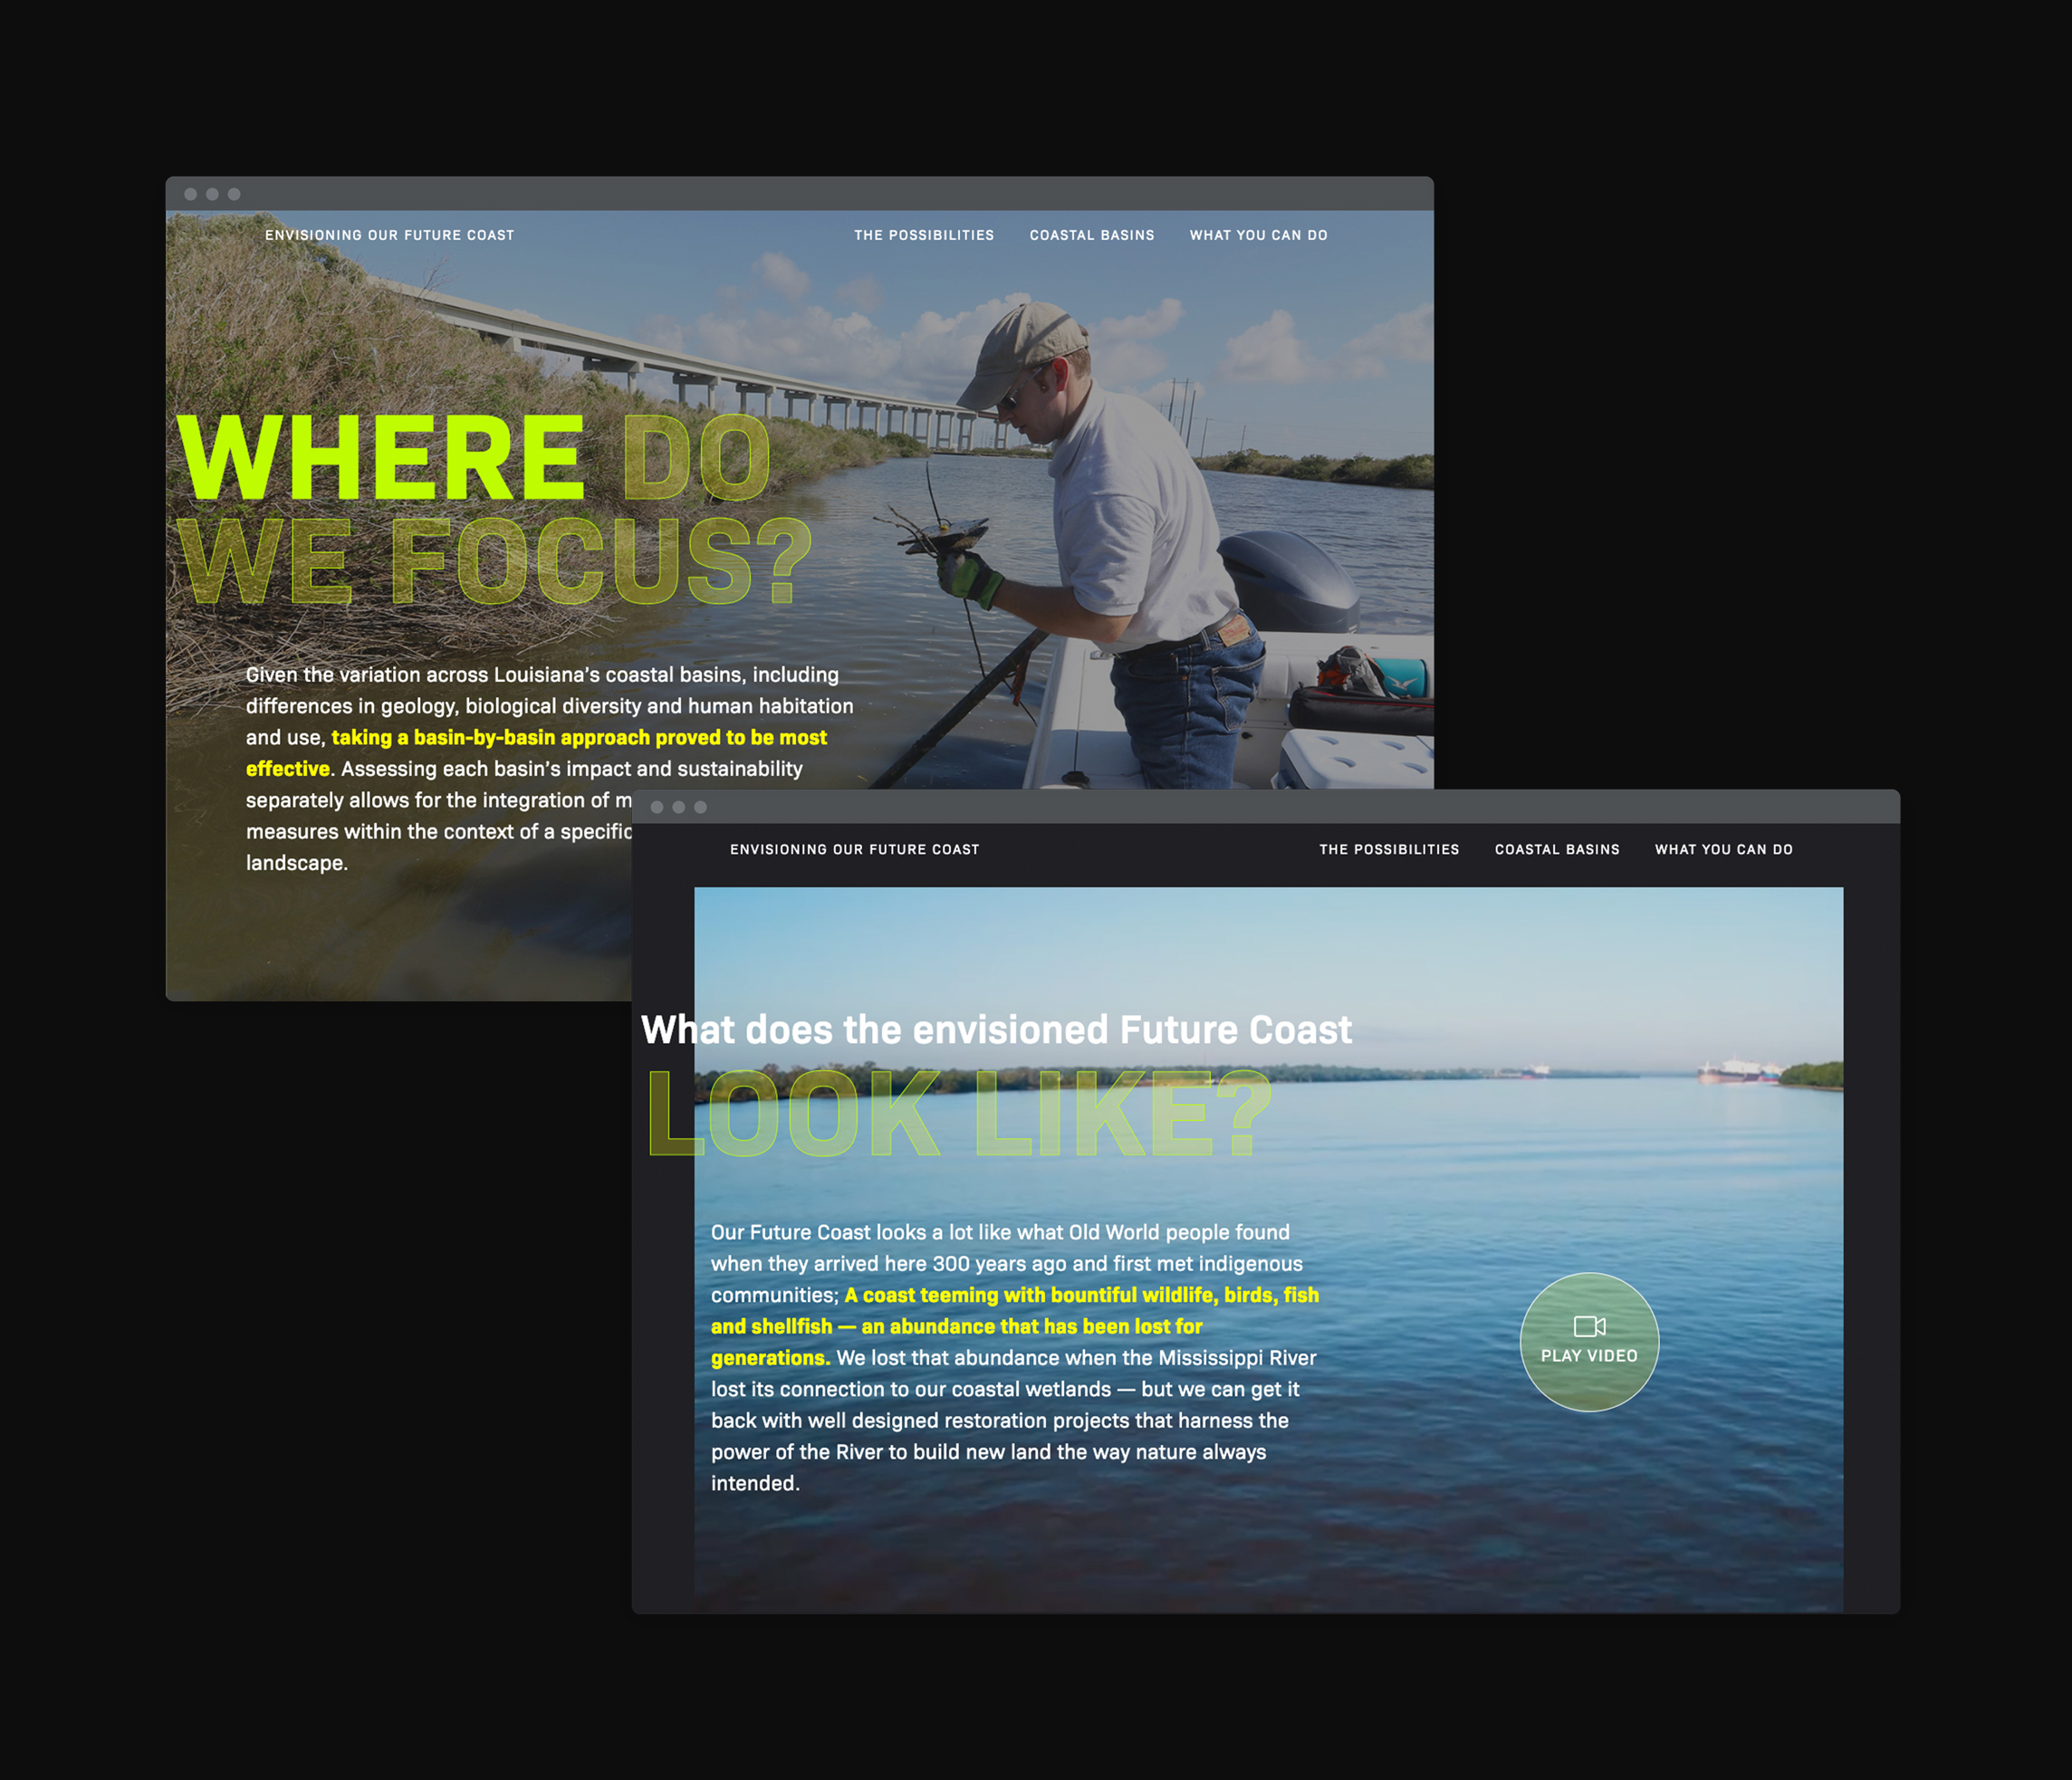 ENVISIONING OUR FUTURE COAST
THE POSSIBILITIES
COASTAL BASINS
WHAT YOU CAN DO
WHERE DO
WE FOCUS?
Given the variation across Louisiana’s coastal basins, including
differences in geology, biological diversity and human habitation
and use, taking a basin-by-basin approach proved to be most
effective. Assessing each basin’s impact and sustainability
separately allows for the integration of
measures within the context of a specific
landscape.
ENVISIONING OUR FUTURE COAST
THE POSSIBILITIES
COASTAL BASINS
WHAT YOU CAN DO
What does the envisioned Future Coast
LOOK LIKE?
Our Future Coast looks a lot like what Old World people found
when they arrived here 300 years ago and first met indigenous
communities; A coast teeming with bountiful wildlife, birds, fish
and shellfish — an abundance that has been lost for
generations. We lost that abundance when the Mississippi River
lost its connection to our coastal wetlands — but we can get it
back with well designed restoration projects that harness the
power of the River to build new land the way nature always
intended.
PLAY VIDEO